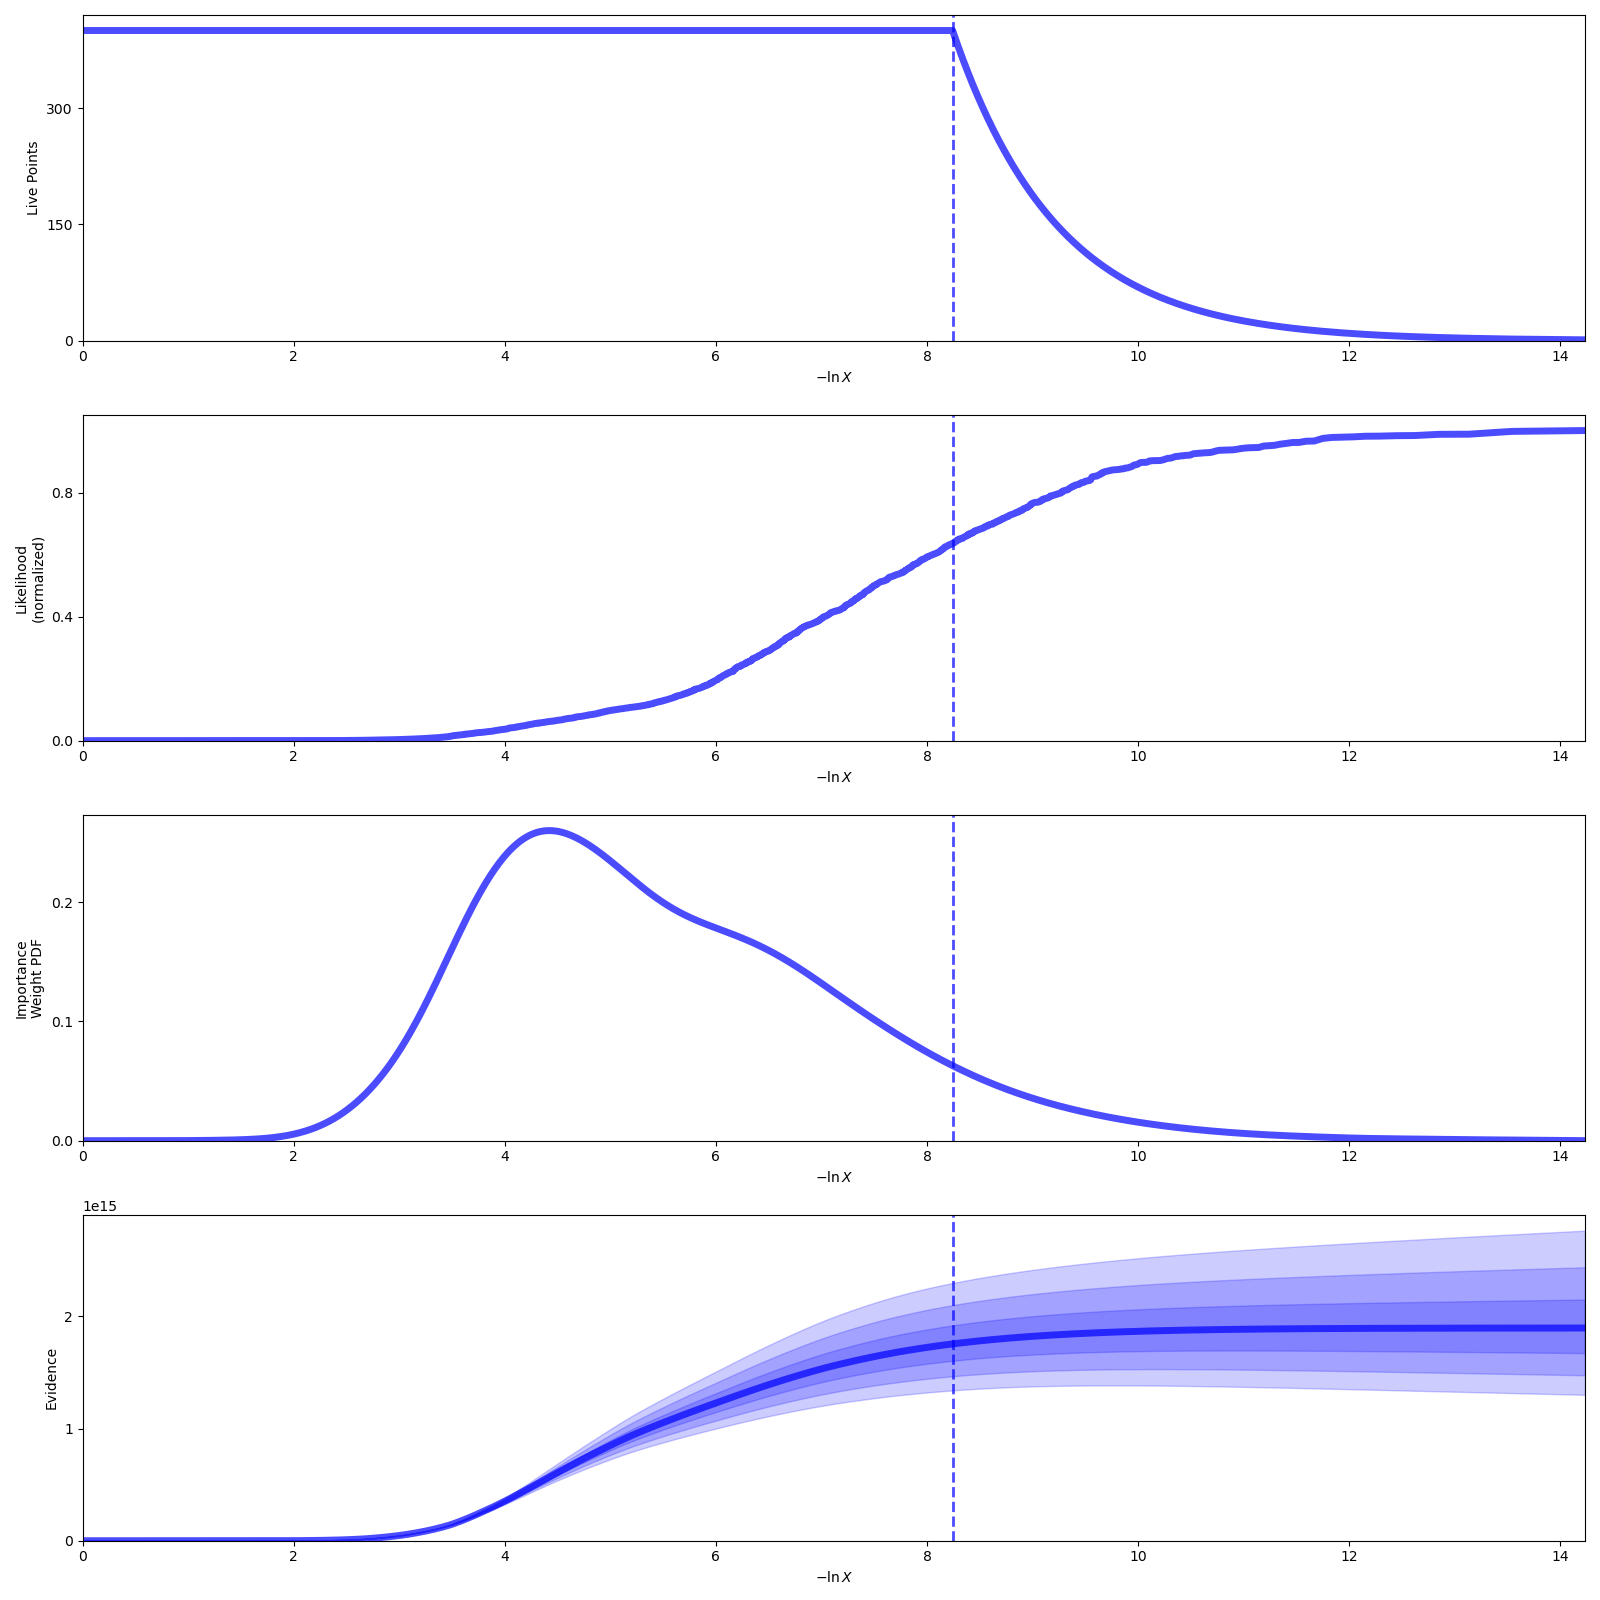 300
150
0
Live Points
0 2 4 6 8 10 12 14
−ln X
0.8
0.4
0.0
Likelihood
(normalized)
0 2 4 6 8 10 12 14
−ln X
0.2
0.1
0.0
Importance
Weight PDF
0 2 4 6 8 10 12 14
−ln X
1e15
2
1
0
Evidence
0 2 4 6 8 10 12 14
−ln X